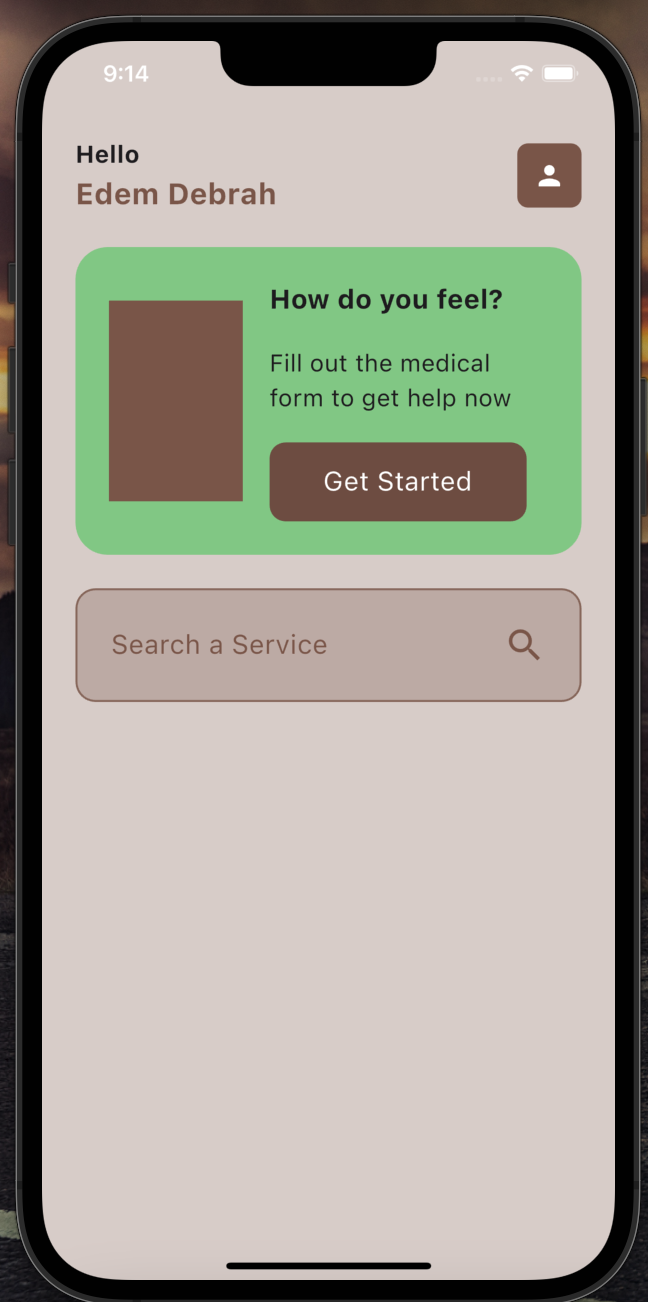 9:14
Hello
Edem Debrah
How do you feel?
Fill out the medical
form to get help now
Get Started
Search a Service